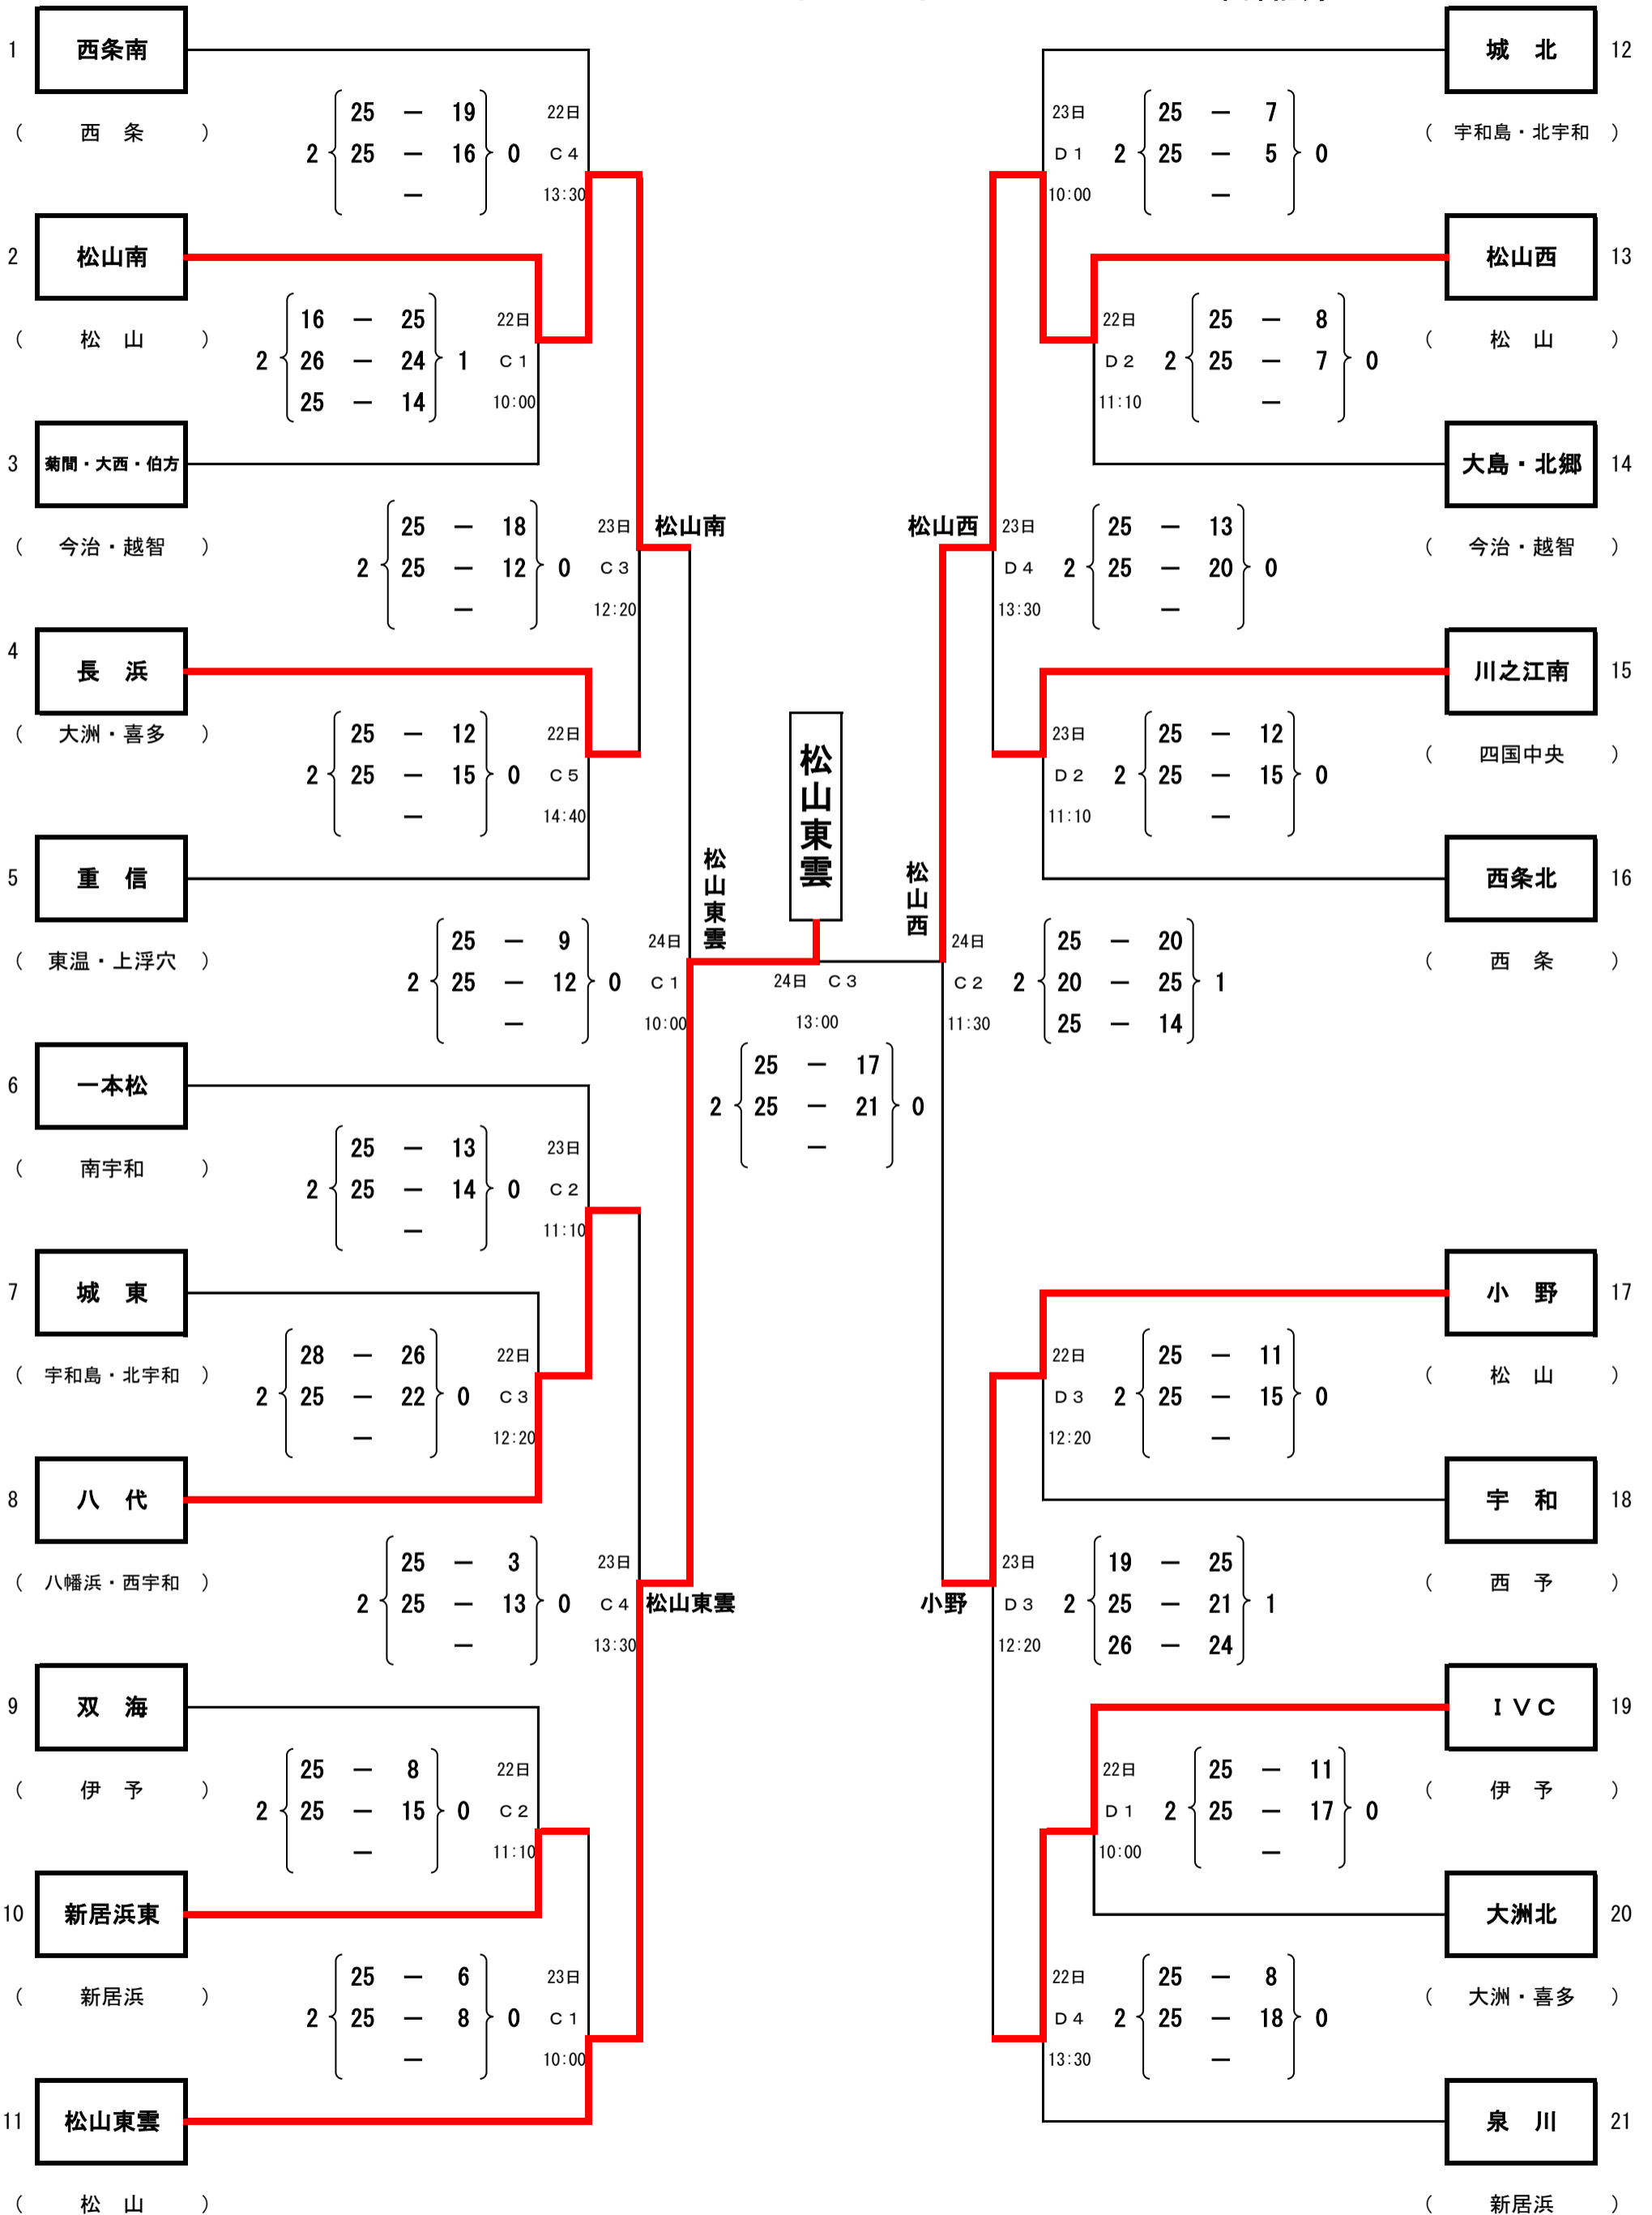 1 西条南
( 西 条 )
25 — 19
2 25 — 16 0
—
22日
C 4
13:30
2 松山南
( 松 山 )
16 — 25
2 26 — 24 1
25 — 14
22日
C 1
10:00
3 菊間・大西・伯方
( 今治・越智 )
25 — 18
2 25 — 12 0
—
23日
C 3
12:20
松山南
4 長 浜
( 大洲・喜多 )
25 — 12
2 25 — 15 0
—
22日
C 5
14:40
5 重 信
( 東温・上浮穴 )
25 — 9
2 25 — 12 0
—
24日
C 1
10:00
松山東雲
6 一本松
( 南宇和 )
25 — 13
2 25 — 14 0
—
23日
C 2
11:10
7 城 東
( 宇和島・北宇和 )
28 — 26
2 25 — 22 0
—
22日
C 3
12:20
8 八 代
( 八幡浜・西宇和 )
25 — 3
2 25 — 13 0
—
23日
C 4
13:30
松山東雲
9 双 海
( 伊 予 )
25 — 8
2 25 — 15 0
—
22日
C 2
11:10
10 新居浜東
( 新居浜 )
25 — 6
2 25 — 8 0
—
23日
C 1
10:00
11 松山東雲
( 松 山 )
松山東雲
24日 C 3
13:00
25 — 17
2 25 — 21 0
—
城 北 12
( 宇和島・北宇和 )
23日
D 1
10:00
25 — 7
2 25 — 5 0
—
松山西 13
( 松 山 )
22日
D 2
11:10
25 — 8
2 25 — 7 0
—
大島・北郷 14
( 今治・越智 )
松山西
23日
D 4
13:30
25 — 13
2 25 — 20 0
—
川之江南 15
( 四国中央 )
23日
D 2
11:10
25 — 12
2 25 — 15 0
—
西条北 16
( 西 条 )
松山西
24日
C 2
11:30
25 — 20
2 20 — 25 1
25 — 14
小 野 17
( 松 山 )
22日
D 3
12:20
25 — 11
2 25 — 15 0
—
宇 和 18
( 西 予 )
小野
23日
D 3
12:20
19 — 25
2 25 — 21 1
26 — 24
I V C 19
( 伊 予 )
22日
D 1
10:00
25 — 11
2 25 — 17 0
—
大洲北 20
( 大洲・喜多 )
22日
D 4
13:30
25 — 8
2 25 — 18 0
—
泉 川 21
( 新居浜 )